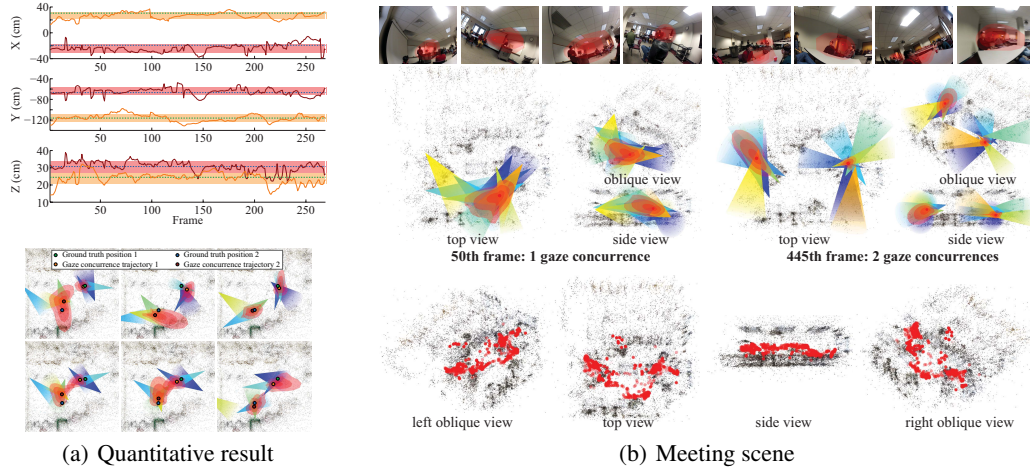 X (cm)
40
20
0
−20
−40
50
100
150
200
250
Y (cm)
−40
−80
−120
50
100
150
200
250
Z (cm)
40
30
20
10
50
100
150
200
250
Frame
Ground truth position 1
Ground truth position 2
Gaze concurrence trajectory 1
Gaze concurrence trajectory 2
(a) Quantitative result
oblique view
top view
side view
50th frame: 1 gaze concurrence
oblique view
top view
side view
445th frame: 2 gaze concurrences
left oblique view
top view
side view
right oblique view
(b) Meeting scene